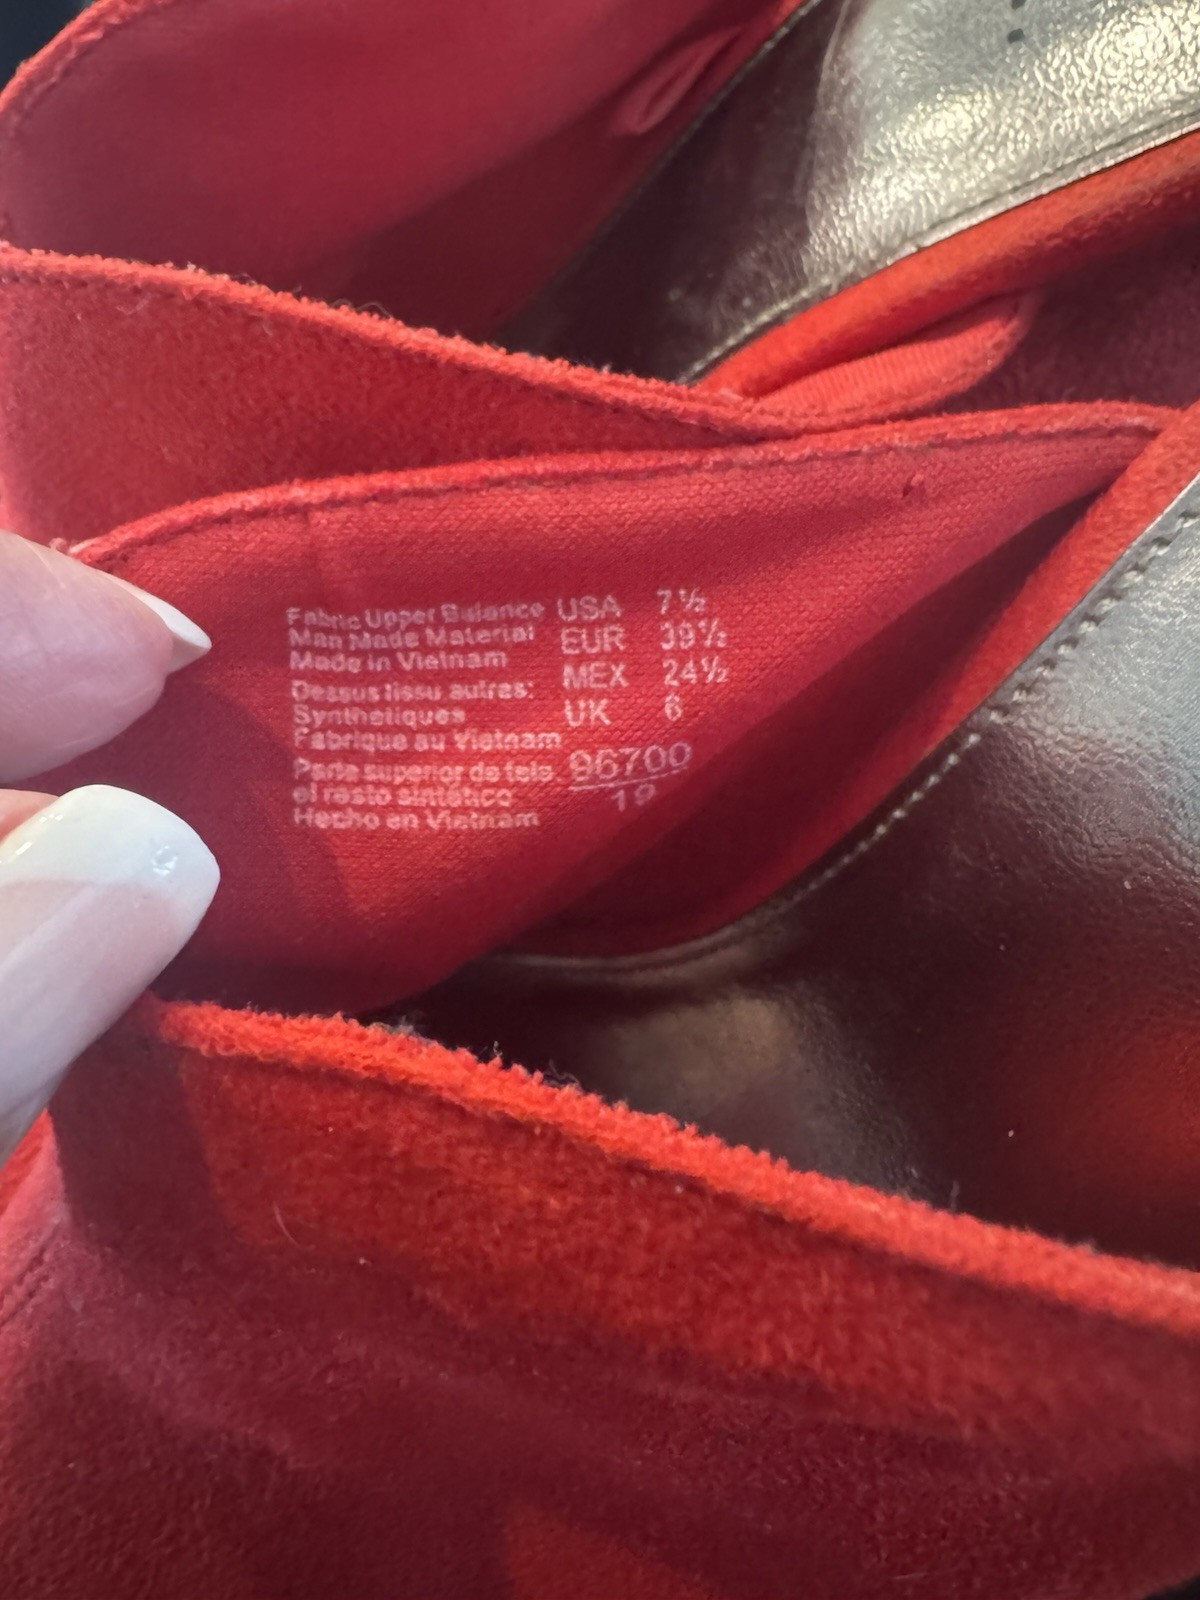 Fabric Upper Balance
Man Made Material
Made in Vietnam
Dessus tissu autres:
Synthetiques
Fabrique au Vietnam
Parte superior de tela
el resto sintético
Hecho en Vietnam
USA 7½
EUR 39½
MEX 24½
UK 6
96700